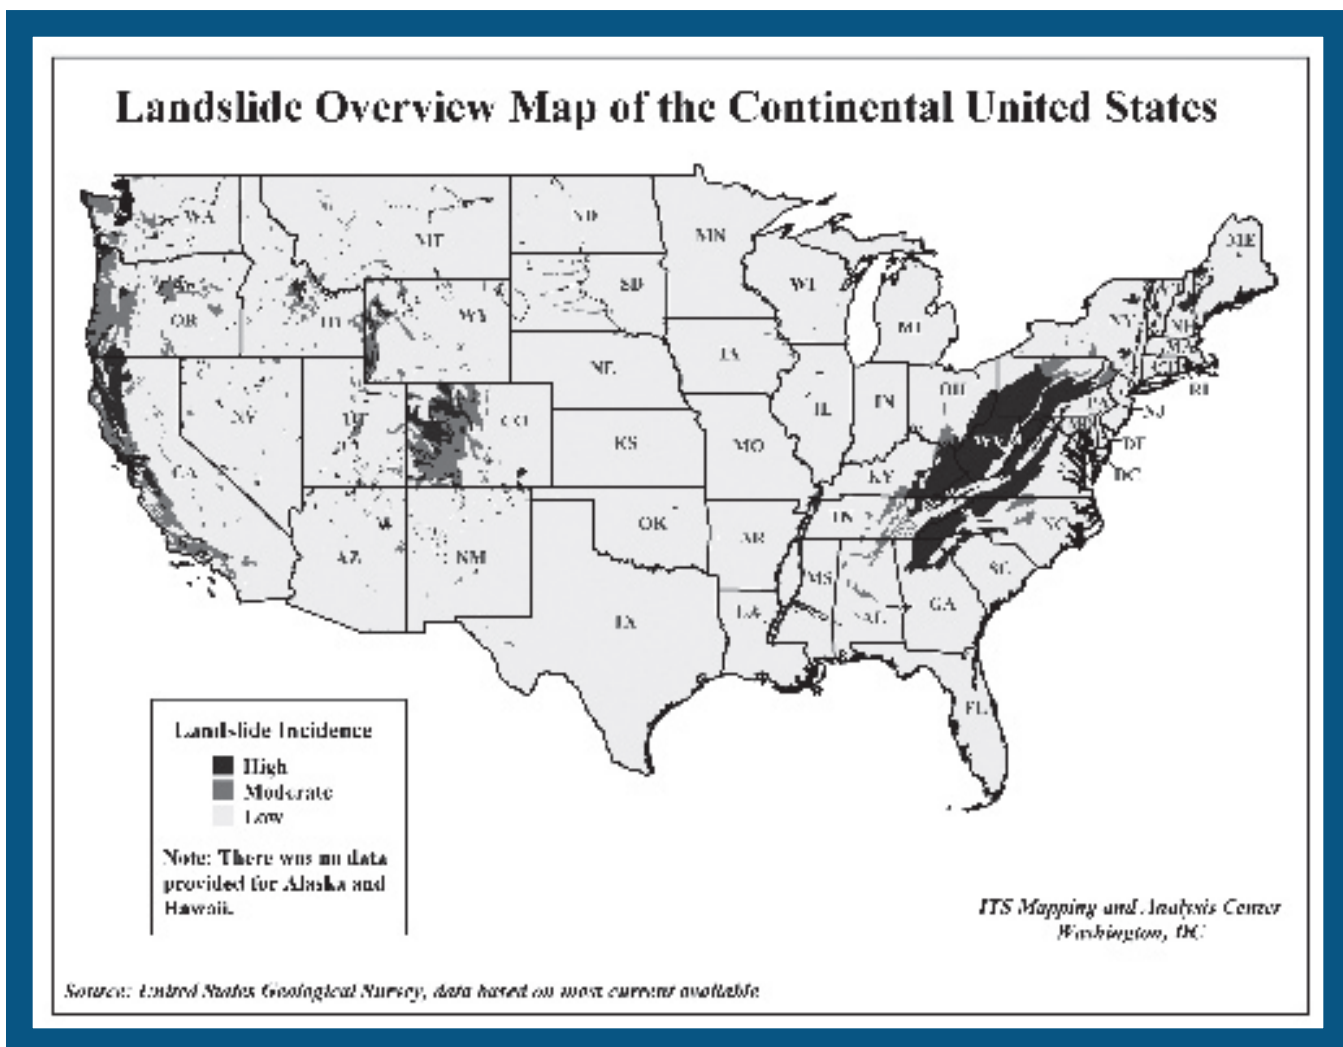 Landslide Overview Map of the Continental United States
WA
MT
ND
MN
ME
OR
ID
WY
SD
WI
MI
NY
NH
MA
CT
RI
NV
UT
CO
NE
IA
IL
IN
OH
PA
NJ
CA
KS
MO
KY
WV
MD
DE
DC
AZ
NM
OK
AR
TN
NC
SC
TX
LA
MS
AL
GA
FL
Landslide Incidence
High
Moderate
Low
Note: There was no data
provided for Alaska and
Hawaii.
ITS Mapping and Analysis Center
Washington, DC
Source: United States Geological Survey, data based on most current available